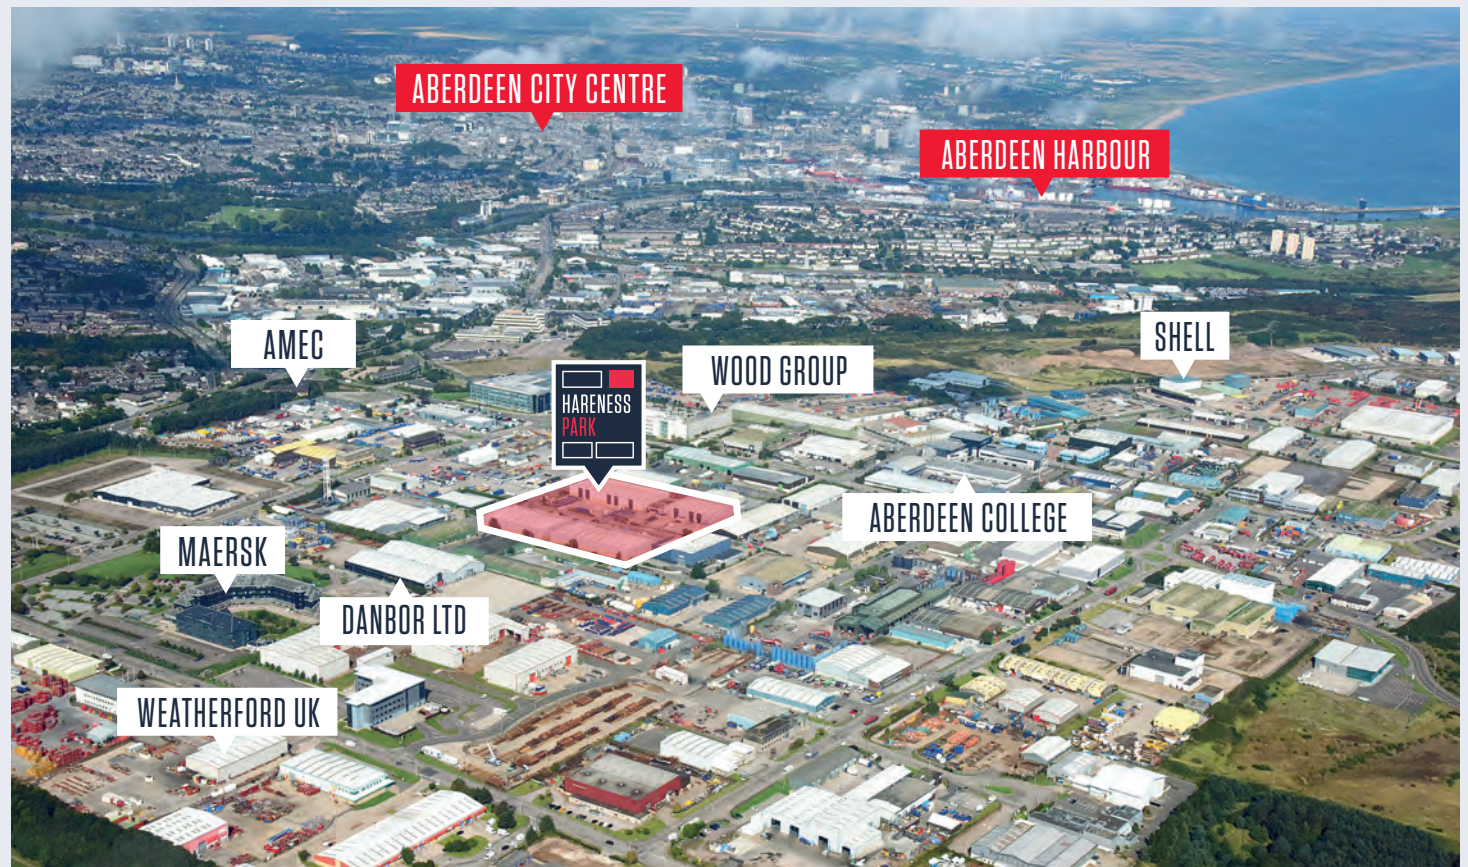 ABERDEEN CITY CENTRE
ABERDEEN HARBOUR
AMEC
SHELL
WOOD GROUP
HARENESS
PARK
ABERDEEN COLLEGE
MAERSK
DANBOR LTD
WEATHERFORD UK